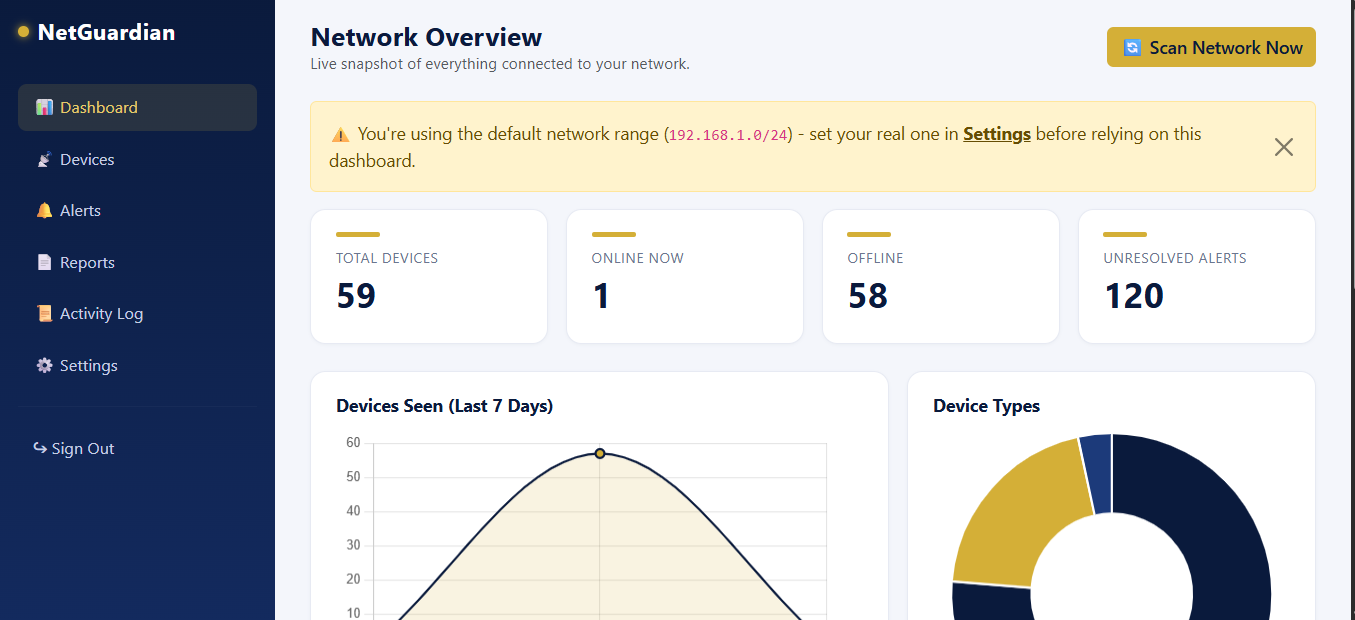 NetGuardian
Dashboard
Devices
Alerts
Reports
Activity Log
Settings
Sign Out
Network Overview
Live snapshot of everything connected to your network.
Scan Network Now
You're using the default network range (192.168.1.0/24) - set your real one in Settings before relying on this
dashboard.
TOTAL DEVICES
59
ONLINE NOW
1
OFFLINE
58
UNRESOLVED ALERTS
120
Devices Seen (Last 7 Days)
60
50
40
30
20
10
Device Types